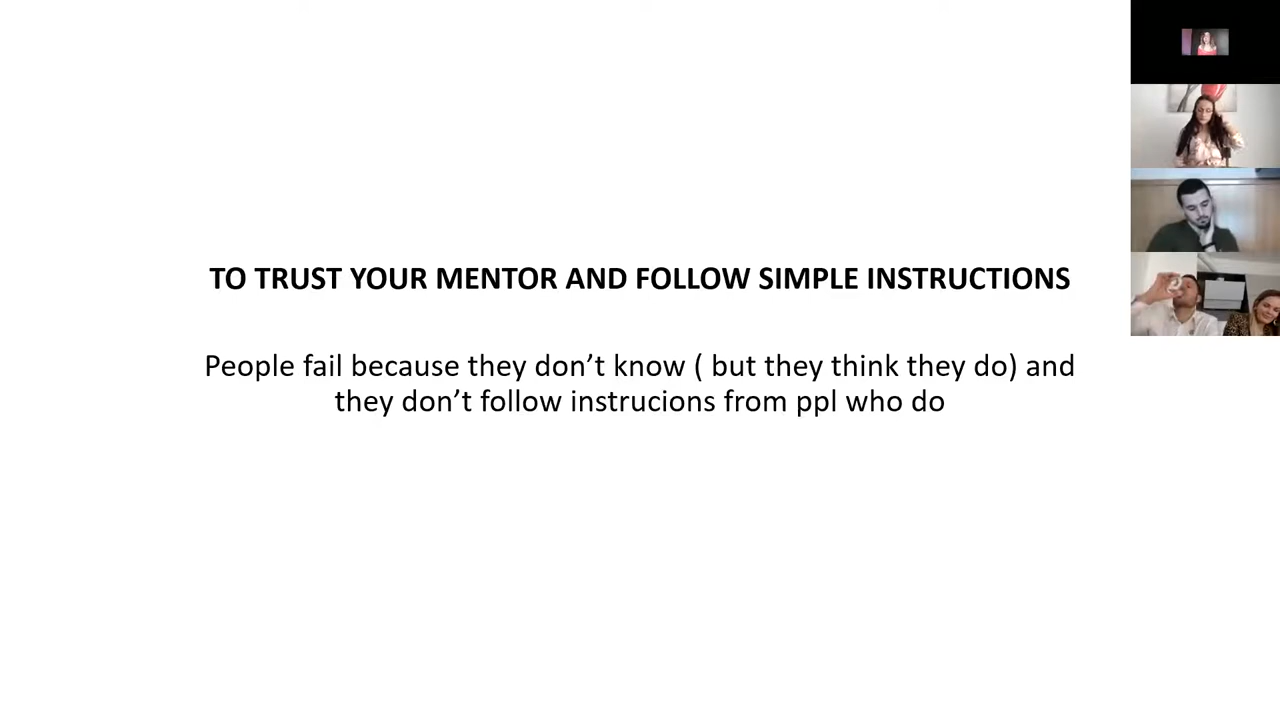 TO TRUST YOUR MENTOR AND FOLLOW SIMPLE INSTRUCTIONS
People fail because they don’t know ( but they think they do) and
they don’t follow instrucions from ppl who do